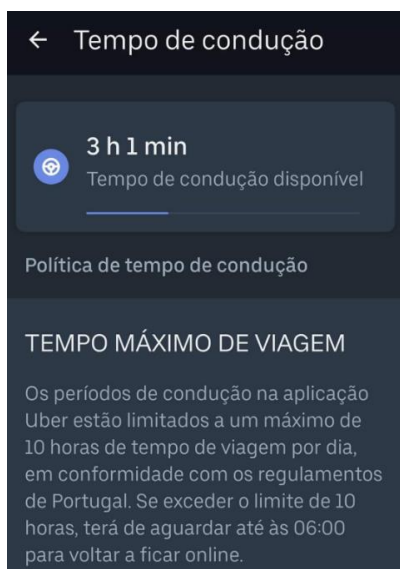 Tempo de condução
3 h 1 min
Tempo de condução disponível
Política de tempo de condução
TEMPO MÁXIMO DE VIAGEM
Os períodos de condução na aplicação
Uber estão limitados a um máximo de
10 horas de tempo de viagem por dia,
em conformidade com os regulamentos
de Portugal. Se exceder o limite de 10
horas, terá de aguardar até às 06:00
para voltar a ficar online.